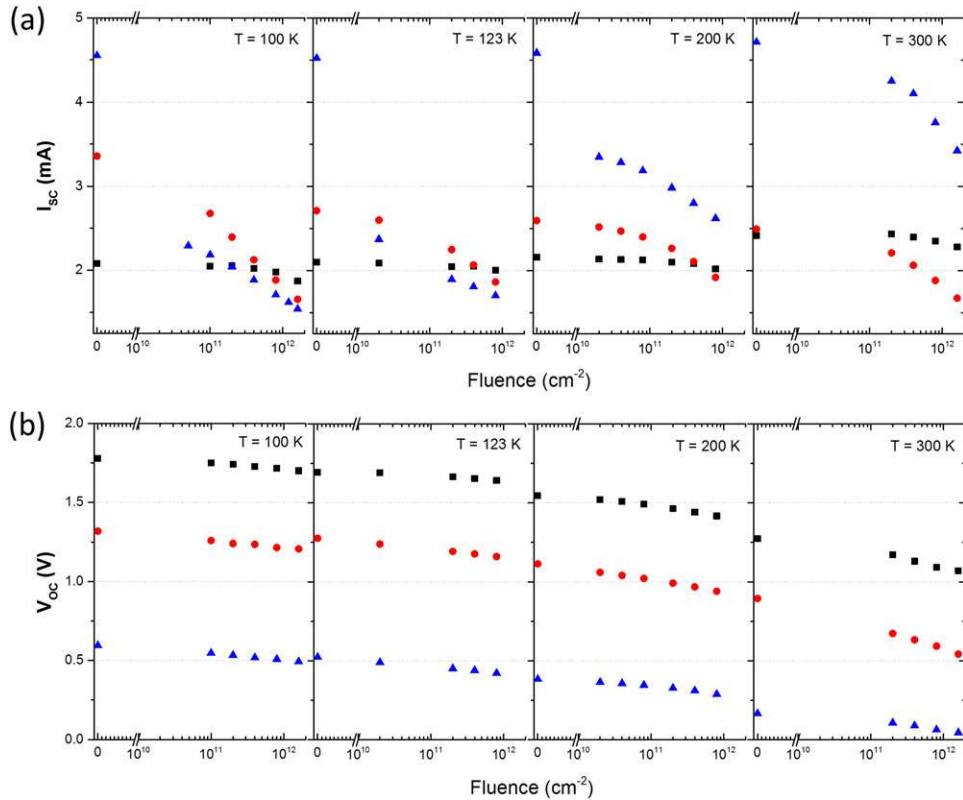 (a)
T = 100 K
T = 123 K
T = 200 K
T = 300 K
5
4
3
2
I_sc (mA)
0 10^10 10^11 10^12
0 10^10 10^11 10^12
0 10^10 10^11 10^12
0 10^10 10^11 10^12
Fluence (cm^-2)
(b)
T = 100 K
T = 123 K
T = 200 K
T = 300 K
2.0
1.5
1.0
0.5
0.0
V_oc (V)
0 10^10 10^11 10^12
0 10^10 10^11 10^12
0 10^10 10^11 10^12
0 10^10 10^11 10^12
Fluence (cm^-2)